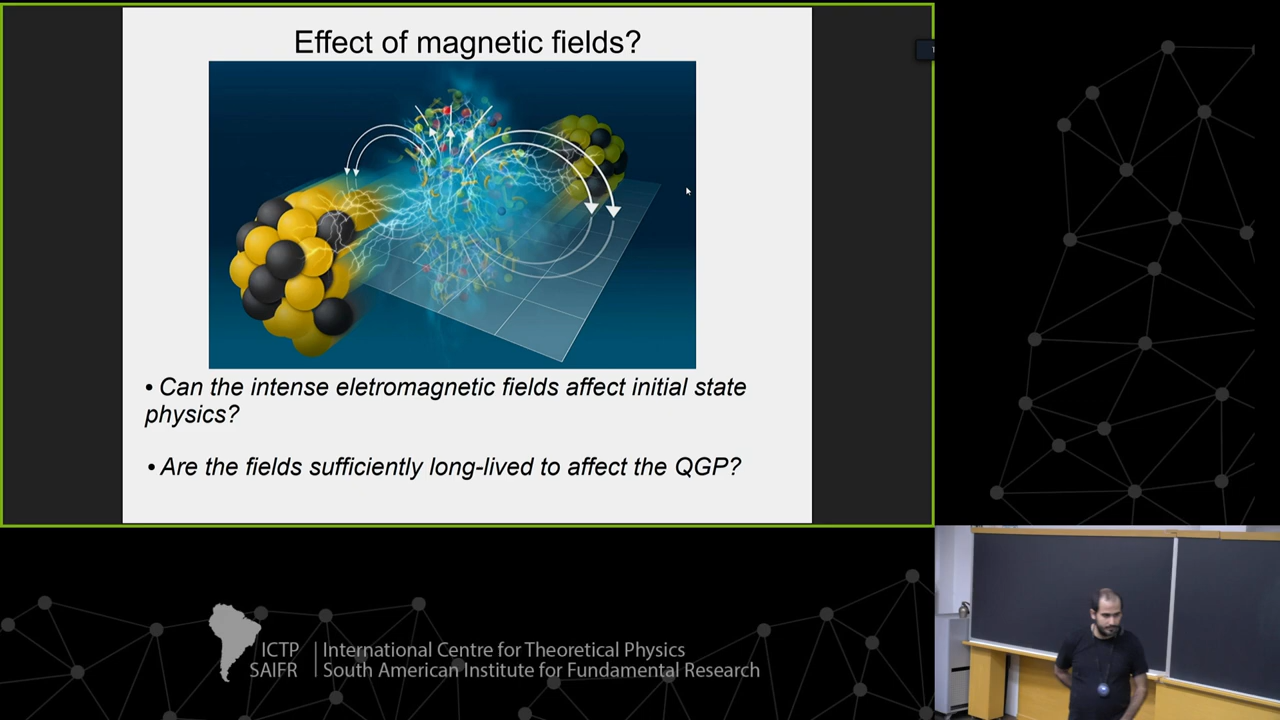 Effect of magnetic fields?
• Can the intense eletromagnetic fields affect initial state
physics?
• Are the fields sufficiently long-lived to affect the QGP?
ICTP
SAIFR
International Centre for Theoretical Physics
South American Institute for Fundamental Research